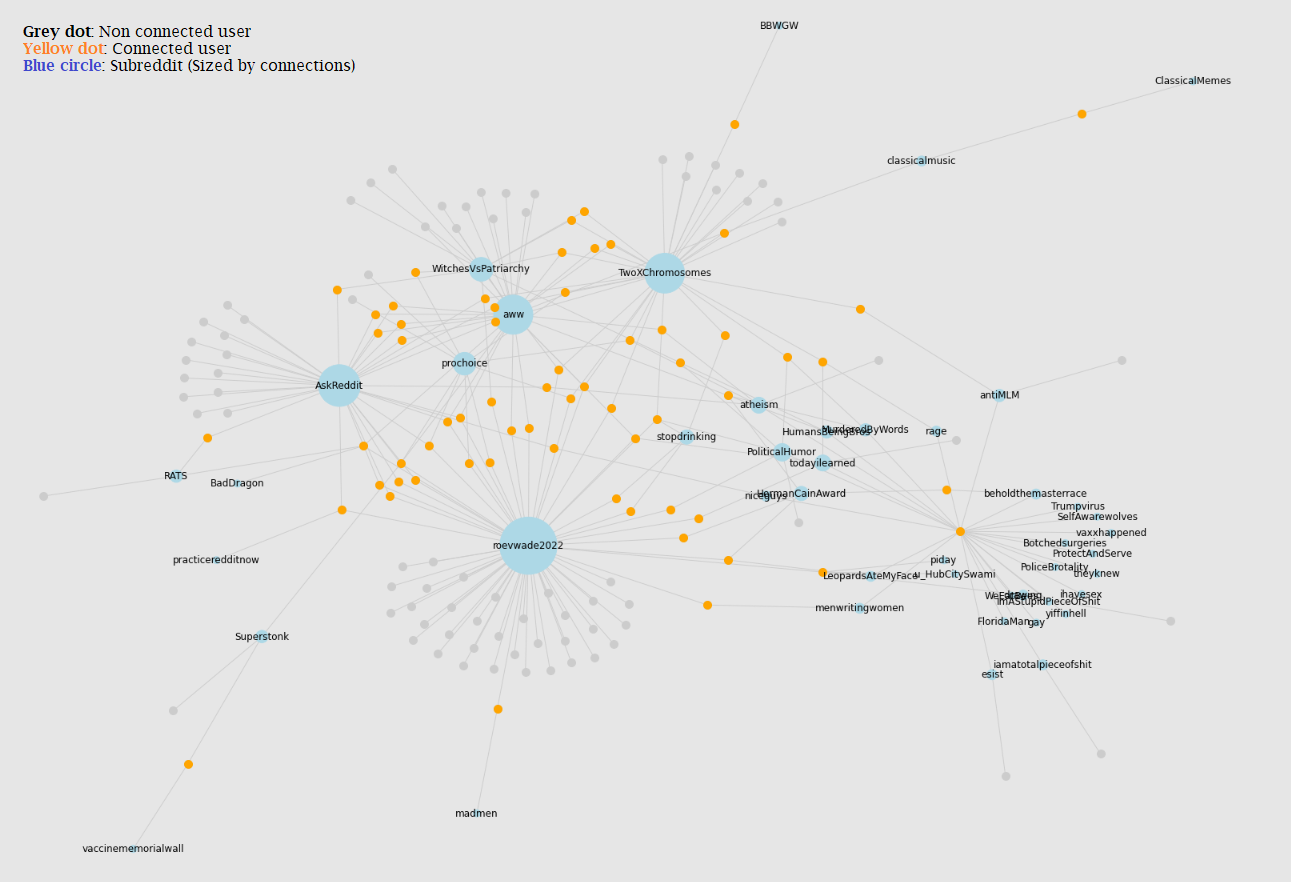 Grey dot: Non connected user
Yellow dot: Connected user
Blue circle: Subreddit (Sized by connections)
BBWGW
ClassicalMemes
classicalmusic
WitchesVsPatriarchy
TwoXChromosomes
aww
prochoice
AskReddit
antiMLM
atheism
HumansBeingBros
MurderedByWords
rage
stopdrinking
PoliticalHumor
todayilearned
RATS
BadDragon
niceguys
HermanCainAward
beholdthemasterrace
Trumpvirus
SelfAwarewolves
vaxxhappened
roevwade2022
Botchedsurgeries
ProtectAndServe
practiceredditnow
piday
PoliceBrotality
LeopardsAteMyFace
u_HubCitySwami
theyknew
ihavesex
ImAStupidPieceOfShit
menwritingwomen
yiffinhell
FloridaMan
gay
Superstonk
iamatotalpieceofshit
esist
madmen
vaccinememorialwall